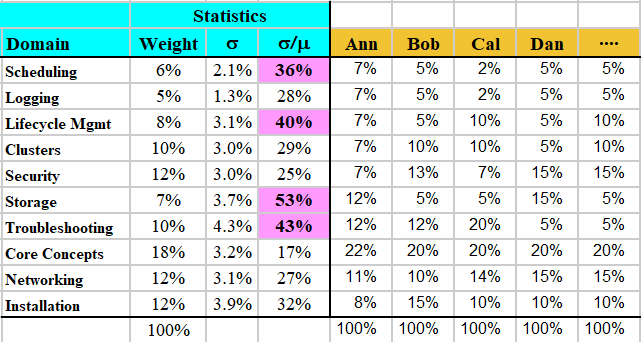 Statistics
Domain Weight σ σ/μ Ann Bob Cal Dan ....
Scheduling 6% 2.1% 36% 7% 5% 2% 5% 5%
Logging 5% 1.3% 28% 7% 5% 2% 5% 5%
Lifecycle Mgmt 8% 3.1% 40% 7% 5% 10% 5% 10%
Clusters 10% 3.0% 29% 7% 10% 10% 5% 10%
Security 12% 3.0% 25% 7% 13% 7% 15% 15%
Storage 7% 3.7% 53% 12% 5% 5% 15% 5%
Troubleshooting 10% 4.3% 43% 12% 12% 20% 5% 5%
Core Concepts 18% 3.2% 17% 22% 20% 20% 20% 20%
Networking 12% 3.1% 27% 11% 10% 14% 15% 15%
Installation 12% 3.9% 32% 8% 15% 10% 10% 10%
100% 100% 100% 100% 100% 100%